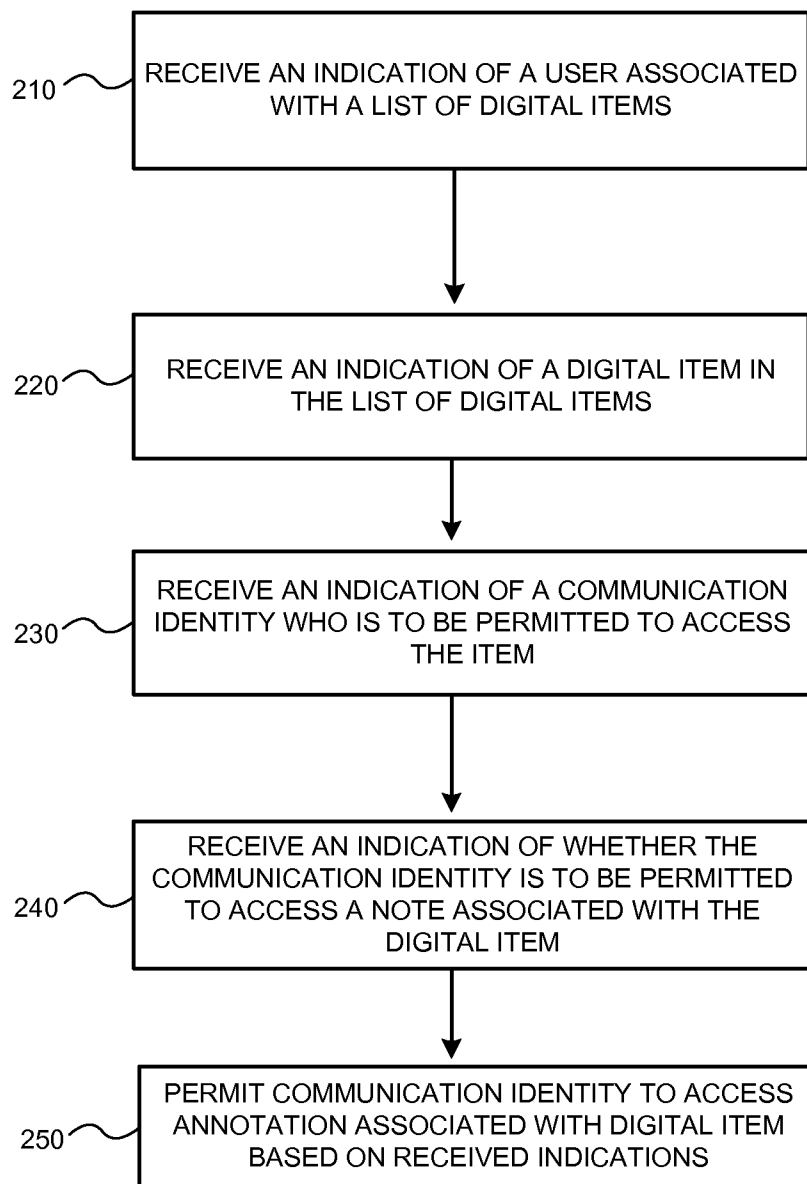 210
RECEIVE AN INDICATION OF A USER ASSOCIATED
WITH A LIST OF DIGITAL ITEMS
220
RECEIVE AN INDICATION OF A DIGITAL ITEM IN
THE LIST OF DIGITAL ITEMS
230
RECEIVE AN INDICATION OF A COMMUNICATION
IDENTITY WHO IS TO BE PERMITTED TO ACCESS
THE ITEM
240
RECEIVE AN INDICATION OF WHETHER THE
COMMUNICATION IDENTITY IS TO BE PERMITTED
TO ACCESS A NOTE ASSOCIATED WITH THE
DIGITAL ITEM
250
PERMIT COMMUNICATION IDENTITY TO ACCESS
ANNOTATION ASSOCIATED WITH DIGITAL ITEM
BASED ON RECEIVED INDICATIONS